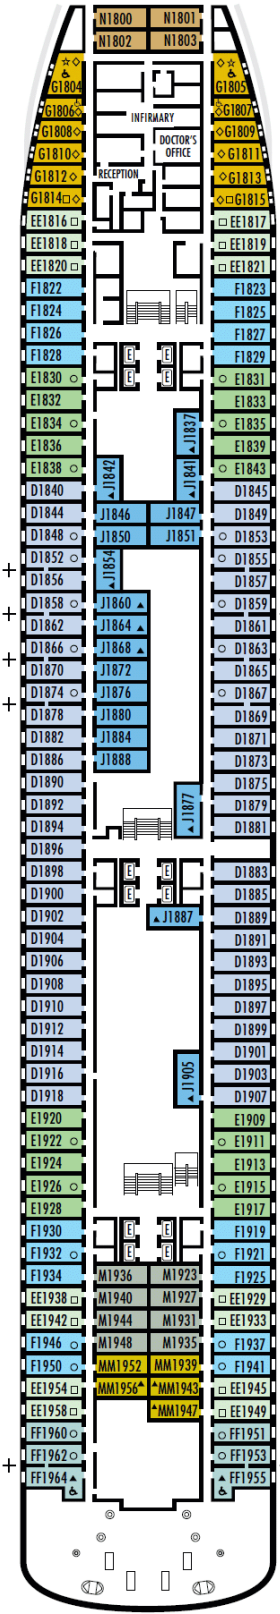 N1800 N1801
N1802 N1803
G1804 G1805
G1806 G1807
INFIRMARY
G1808 G1809
DOCTOR'S
OFFICE
G1810 G1811
RECEPTION
G1812 G1813
G1814 G1815
EE1816 EE1817
EE1818 EE1819
EE1820 EE1821
F1822 F1823
F1824 F1825
F1826 F1827
F1828 E E F1829
E1830 E E E1831
E1832 E1833
E1834 J1837 E1835
E1836 E1839
E1838 J1842 J1841 E1843
D1840 D1845
D1844 J1846 J1847 D1849
D1848 J1850 J1851 D1853
D1852 J1854 D1855
D1856 D1857
D1858 J1860 D1859
D1862 J1864 D1861
D1866 J1868 D1863
D1870 J1872 D1865
D1874 J1876 D1867
D1878 J1880 D1869
D1882 J1884 D1871
D1886 J1888 D1873
D1890 D1875
D1892 J1877 D1879
D1894 D1881
D1896
D1898 E E D1883
D1900 E E D1885
D1902 J1887 D1889
D1904 D1891
D1906 D1893
D1908 D1895
D1910 D1897
D1912 D1899
D1914 D1901
D1916 J1905 D1903
D1918 D1907
E1920 E1909
E1922 E1911
E1924 E1913
E1926 E1915
E1928 E1917
F1930 E E F1919
F1932 E E F1921
F1934 M1936 M1923 F1925
EE1938 M1940 M1927 EE1929
EE1942 M1944 M1931 EE1933
F1946 M1948 M1935 F1937
F1950 MM1952 MM1939 F1941
EE1954 MM1956 MM1943 EE1945
EE1958 MM1947 EE1949
FF1960 FF1951
FF1962 FF1953
FF1964 FF1955